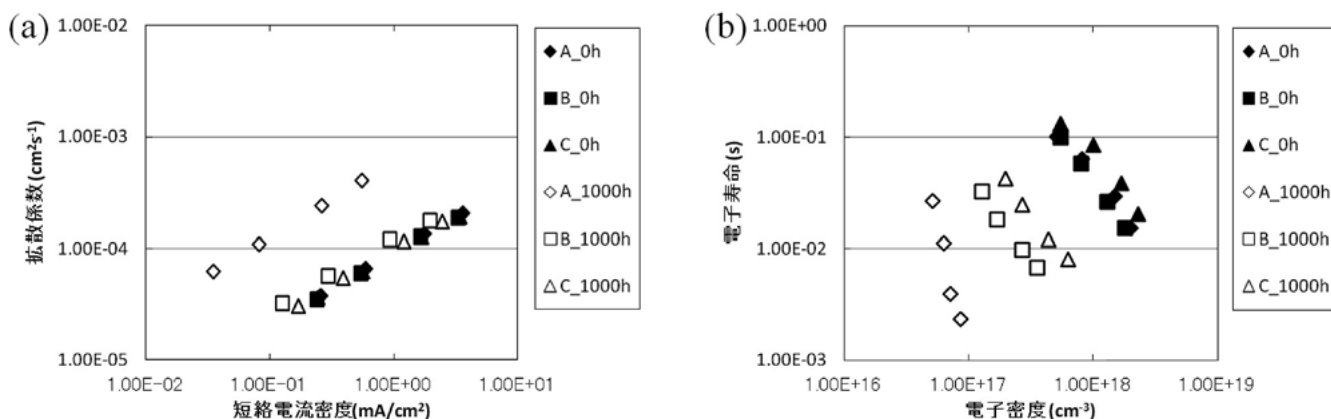 (a)
1.00E-02
1.00E-03
1.00E-04
1.00E-05
拡散係数(cm²s⁻¹)
1.00E-02 1.00E-01 1.00E+00 1.00E+01
短絡電流密度(mA/cm²)
A_0h
B_0h
C_0h
A_1000h
B_1000h
C_1000h
(b)
1.00E+00
1.00E-01
1.00E-02
1.00E-03
電子寿命(s)
1.00E+16 1.00E+17 1.00E+18 1.00E+19
電子密度(cm⁻³)
A_0h
B_0h
C_0h
A_1000h
B_1000h
C_1000h